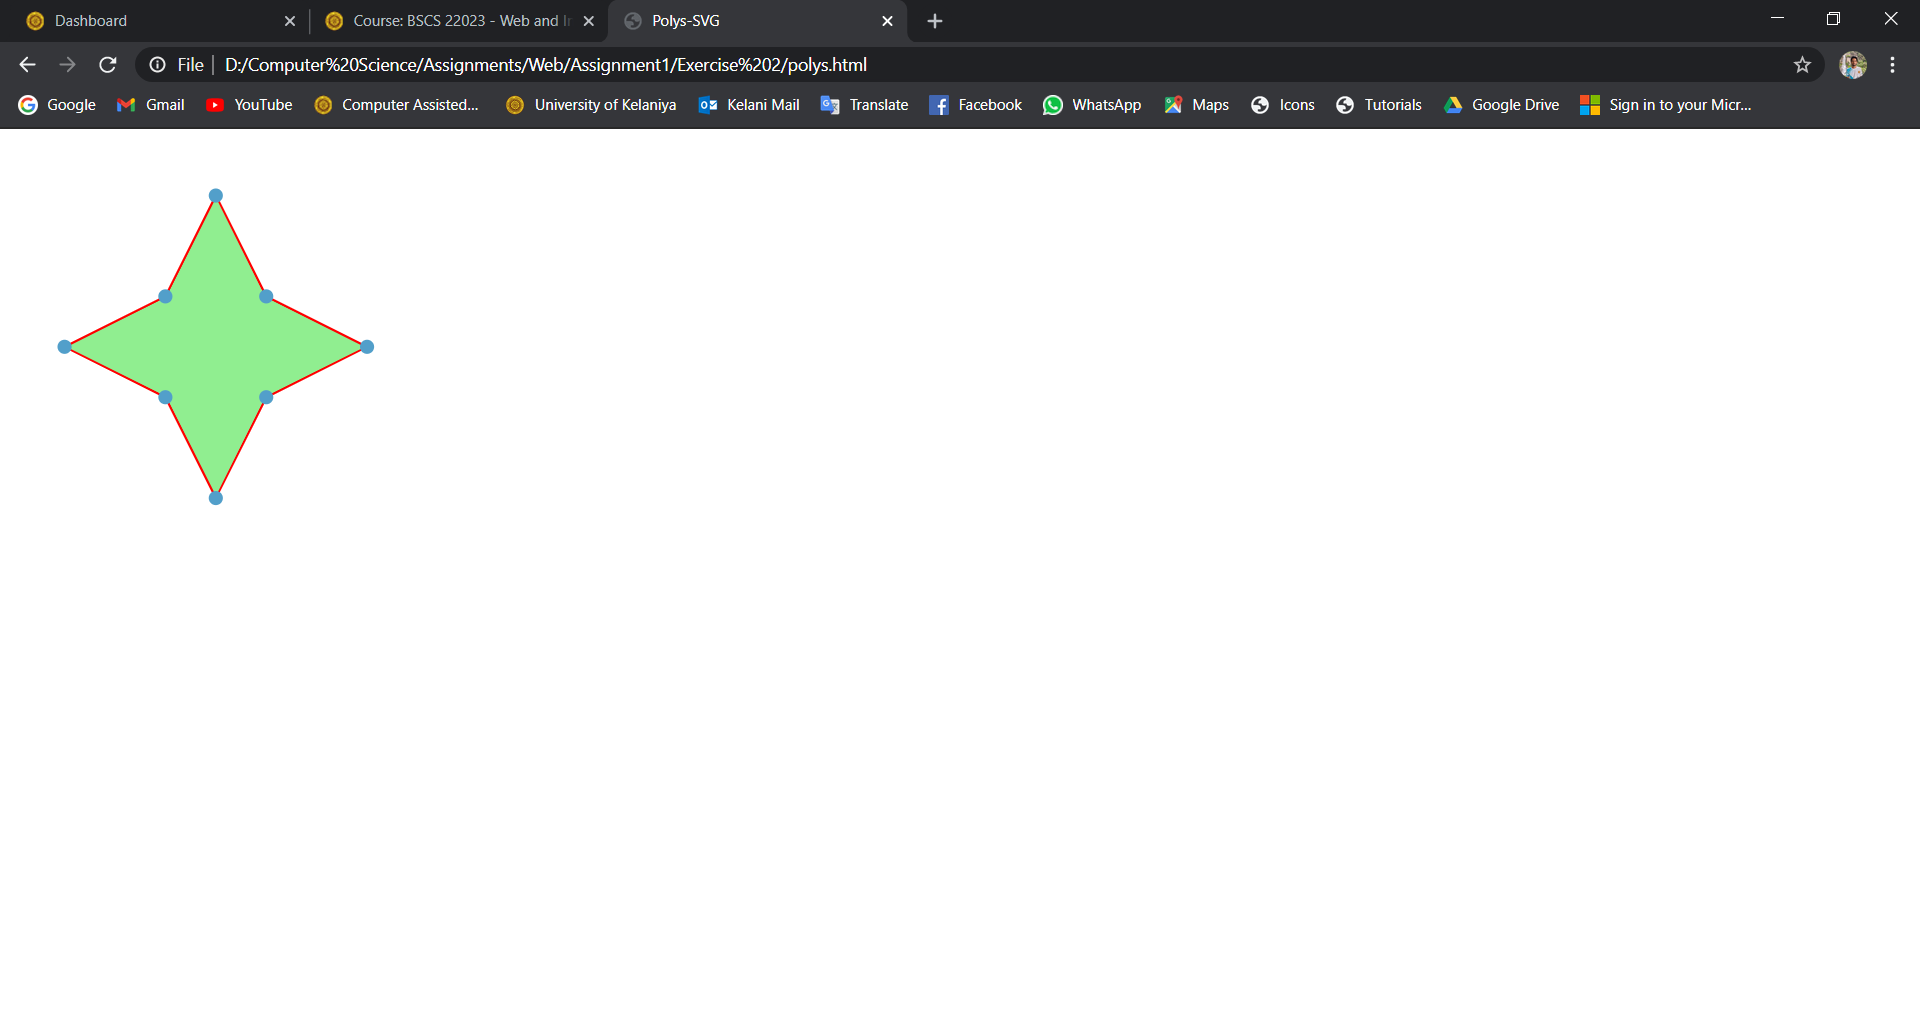 Dashboard
Course: BSCS 22023 - Web and In
Polys-SVG
File
D:/Computer%20Science/Assignments/Web/Assignment1/Exercise%202/polys.html
Google
Gmail
YouTube
Computer Assisted...
University of Kelaniya
Kelani Mail
Translate
Facebook
WhatsApp
Maps
Icons
Tutorials
Google Drive
Sign in to your Micr...